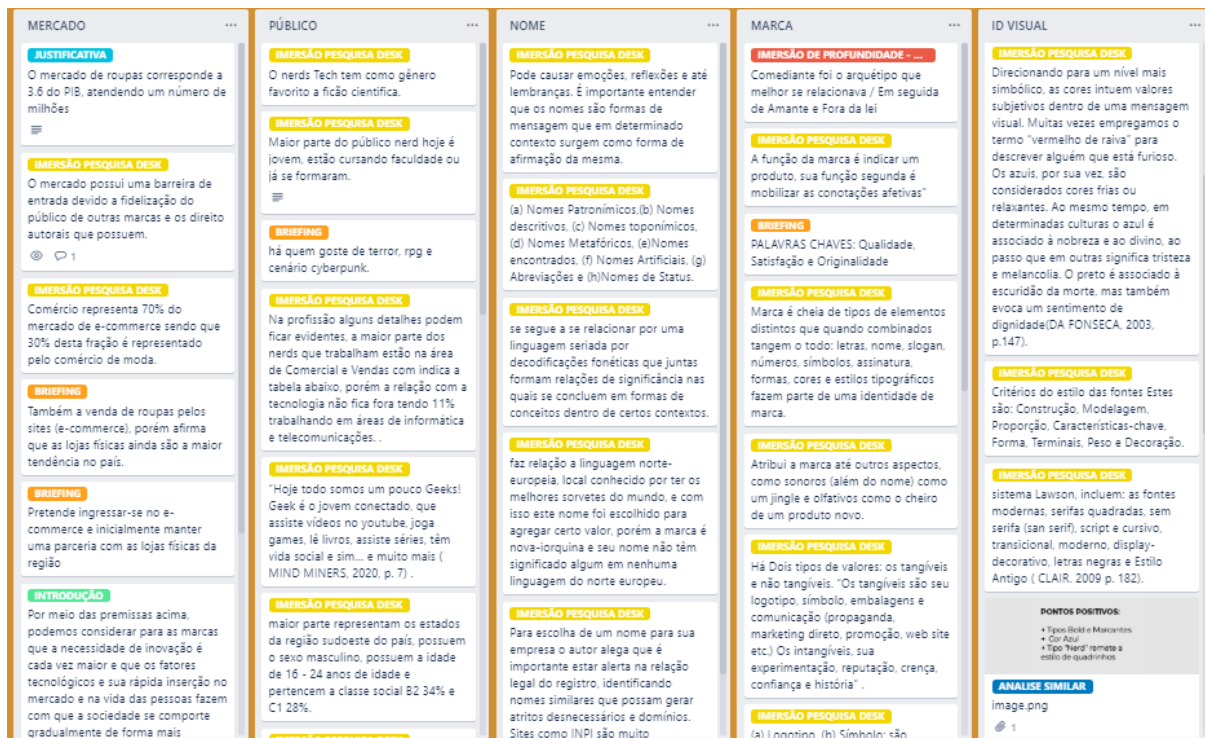 MERCADO ...
JUSTIFICATIVA
O mercado de roupas corresponde a
3.6 do PIB, atendendo um número de
milhões
IMERSÃO PESQUISA DESK
O mercado possui uma barreira de
entrada devido a fidelização do
público de outras marcas e os direito
autorais que possuem.
1
IMERSÃO PESQUISA DESK
Comércio representa 70% do
mercado de e-commerce sendo que
30% desta fração é representado
pelo comércio de moda.
BRIEFING
Também a venda de roupas pelos
sites (e-commerce), porém afirma
que as lojas físicas ainda são a maior
tendência no país.
BRIEFING
Pretende ingressar-se no e-
commerce e inicialmente manter
uma parceria com as lojas físicas da
região
INTRODUÇÃO
Por meio das premissas acima,
podemos considerar para as marcas
que a necessidade de inovação é
cada vez maior e que os fatores
tecnológicos e sua rápida inserção no
mercado e na vida das pessoas fazem
com que a sociedade se comporte
gradualmente de forma mais
PÚBLICO ...
IMERSÃO PESQUISA DESK
O nerds Tech tem como gênero
favorito a ficão cientifica.
IMERSÃO PESQUISA DESK
Maior parte do público nerd hoje é
jovem, estão cursando faculdade ou
já se formaram.
BRIEFING
há quem goste de terror, rpg e
cenário cyberpunk.
IMERSÃO PESQUISA DESK
Na profissão alguns detalhes podem
ficar evidentes, a maior parte dos
nerds que trabalham estão na área
de Comercial e Vendas com indica a
tabela abaixo, porém a relação com a
tecnologia não fica fora tendo 11%
trabalhando em áreas de informática
e telecomunicações. .
IMERSÃO PESQUISA DESK
"Hoje todo somos um pouco Geeks!
Geek é o jovem conectado, que
assiste vídeos no youtube, joga
games, lê livros, assiste séries, têm
vida social e sim... e muito mais (
MIND MINERS, 2020, p. 7) .
IMERSÃO PESQUISA DESK
maior parte representam os estados
da região sudoeste do país, possuem
o sexo masculino, possuem a idade
de 16 - 24 anos de idade e
pertencem a classe social B2 34% e
C1 28%.
NOME ...
IMERSÃO PESQUISA DESK
Pode causar emoções, reflexões e até
lembranças. É importante entender
que os nomes são formas de
mensagem que em determinado
contexto surgem como forma de
afirmação da mesma.
IMERSÃO PESQUISA DESK
(a) Nomes Patronímicos,(b) Nomes
descritivos, (c) Nomes toponímicos,
(d) Nomes Metafóricos, (e)Nomes
encontrados, (f) Nomes Artificiais, (g)
Abreviações e (h)Nomes de Status.
IMERSÃO PESQUISA DESK
se segue a se relacionar por uma
linguagem seriada por
decodificações fonéticas que juntas
formam relações de significância nas
quais se concluem em formas de
conceitos dentro de certos contextos.
IMERSÃO PESQUISA DESK
faz relação a linguagem norte-
europeia, local conhecido por ter os
melhores sorvetes do mundo, e com
isso este nome foi escolhido para
agregar certo valor, porém a marca é
nova-iorquina e seu nome não têm
significado algum em nenhuma
linguagem do norte europeu.
IMERSÃO PESQUISA DESK
Para escolha de um nome para sua
empresa o autor alega que é
importante estar alerta na relação
legal do registro, identificando
nomes similares que possam gerar
atritos desnecessários e domínios.
Sites como INPI são muito
MARCA ...
IMERSÃO DE PROFUNDIDADE - ...
Comediante foi o arquétipo que
melhor se relacionava / Em seguida
de Amante e Fora da lei
IMERSÃO PESQUISA DESK
A função da marca é indicar um
produto, sua função segunda é
mobilizar as conotações afetivas"
BRIEFING
PALAVRAS CHAVES: Qualidade,
Satisfação e Originalidade
IMERSÃO PESQUISA DESK
Marca é cheia de tipos de elementos
distintos que quando combinados
tangem o todo: letras, nome, slogan,
números, símbolos, assinatura,
formas, cores e estilos tipográficos
fazem parte de uma identidade de
marca.
IMERSÃO PESQUISA DESK
Atribui a marca até outros aspectos,
como sonoros (além do nome) como
um jingle e olfativos como o cheiro
de um produto novo.
IMERSÃO PESQUISA DESK
Há Dois tipos de valores: os tangíveis
e não tangíveis. "Os tangíveis são seu
logotipo, símbolo, embalagens e
comunicação (propaganda,
marketing direto, promoção, web site
etc.) Os intangíveis, sua
experimentação, reputação, crença,
confiança e história" .
IMERSÃO PESQUISA DESK
(a) Logotipo, (b) Símbolo: são
ID VISUAL ...
IMERSÃO PESQUISA DESK
Direcionando para um nível mais
simbólico, as cores intuem valores
subjetivos dentro de uma mensagem
visual. Muitas vezes empregamos o
termo "vermelho de raiva" para
descrever alguém que está furioso.
Os azuis, por sua vez, são
considerados cores frias ou
relaxantes. Ao mesmo tempo, em
determinadas culturas o azul é
associado à nobreza e ao divino, ao
passo que em outras significa tristeza
e melancolia. O preto é associado à
escuridão da morte, mas também
evoca um sentimento de
dignidade(DA FONSECA, 2003,
p.147).
IMERSÃO PESQUISA DESK
Critérios do estilo das fontes Estes
são: Construção, Modelagem,
Proporção, Características-chave,
Forma, Terminais, Peso e Decoração.
IMERSÃO PESQUISA DESK
sistema Lawson, incluem: as fontes
modernas, serifas quadradas, sem
serifa (san serif), script e cursivo,
transicional, moderno, display-
decorativo, letras negras e Estilo
Antigo ( CLAIR. 2009 p. 182).
PONTOS POSITIVOS:
+ Tipos Bold e Marcantes
+ Cor Azul
+ Tipo "Nerd" remete a
estilo de quadrinhos
ANALISE SIMILAR
image.png
1